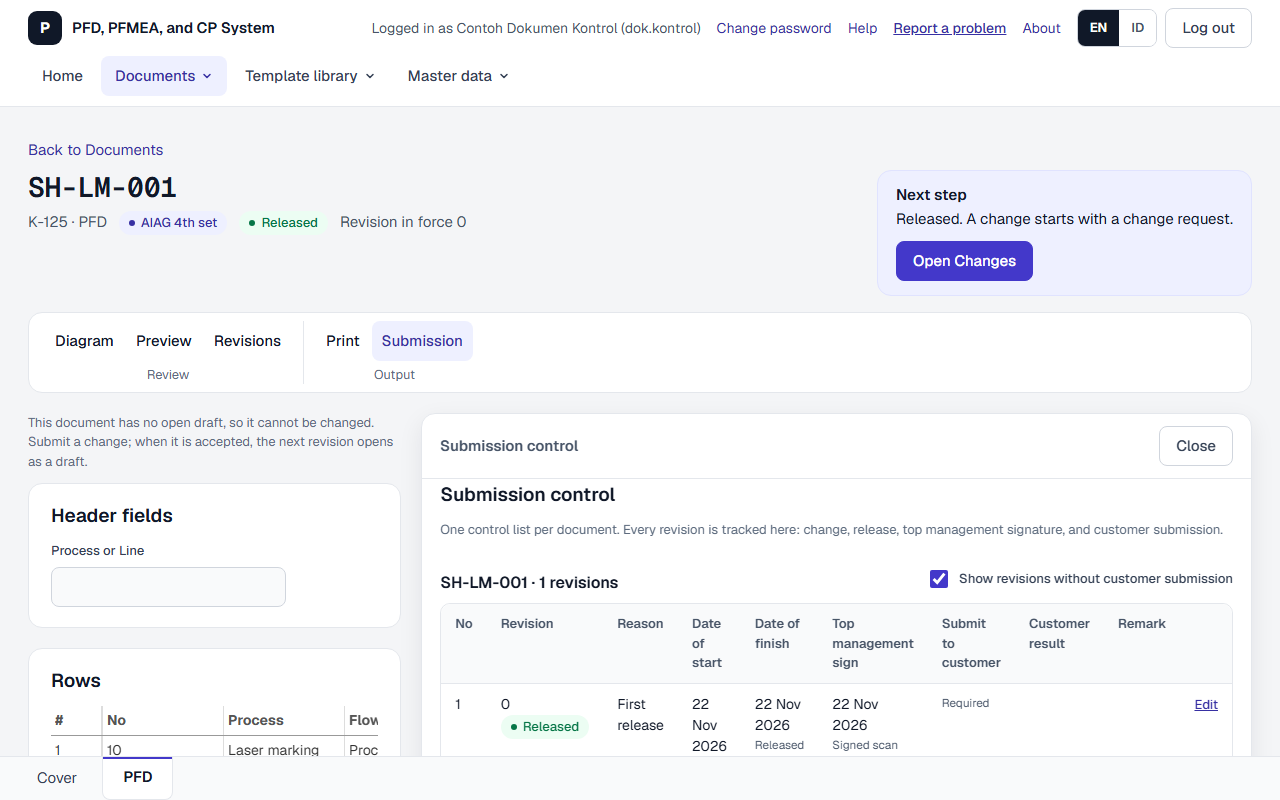 P PFD, PFMEA, and CP System
Logged in as Contoh Dokumen Kontrol (dok.kontrol) Change password Help Report a problem About EN ID Log out
Home Documents Template library Master data
Back to Documents
SH-LM-001
K-125 · PFD AIAG 4th set Released Revision in force 0
Next step
Released. A change starts with a change request.
Open Changes
Diagram Preview Revisions Print Submission
Review Output
This document has no open draft, so it cannot be changed.
Submit a change; when it is accepted, the next revision opens
as a draft.
Header fields
Process or Line
Rows
# No Process Flow
1 10 Laser marking Proc
Submission control Close
Submission control
One control list per document. Every revision is tracked here: change, release, top management signature, and customer submission.
SH-LM-001 · 1 revisions Show revisions without customer submission
No Revision Reason Date of start Date of finish Top management sign Submit to customer Customer result Remark
1 0 Released First release 22 Nov 2026 22 Nov 2026 Released 22 Nov 2026 Signed scan Required Edit
Cover PFD